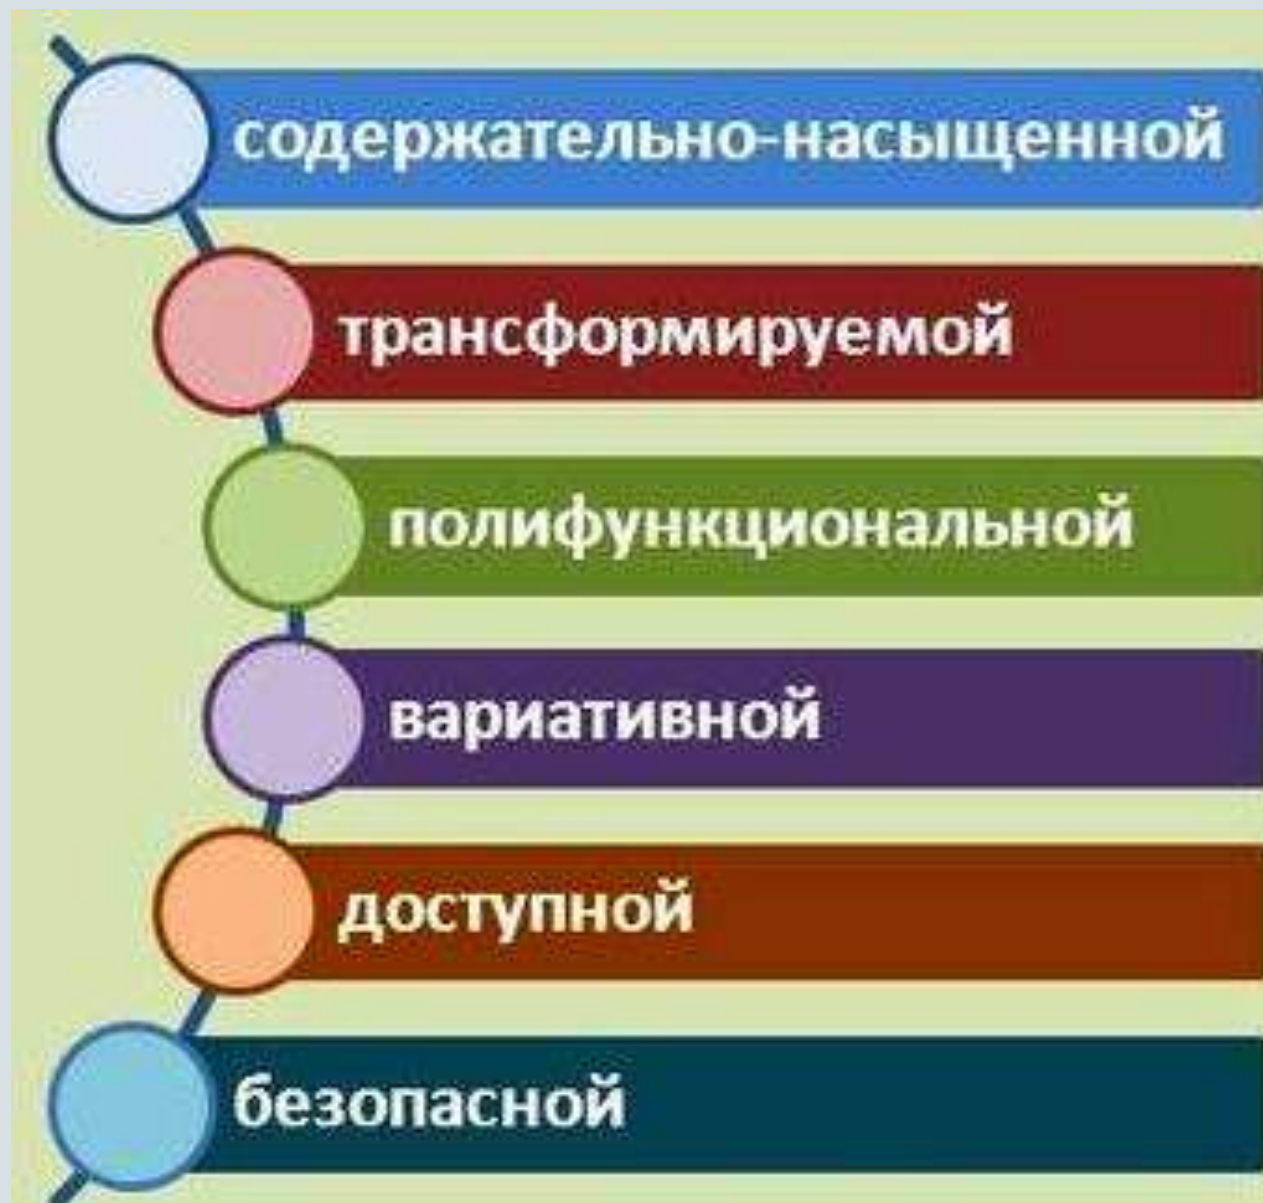 содержательно-насыщенной
трансформируемой
полифункциональной
вариативной
доступной
безопасной